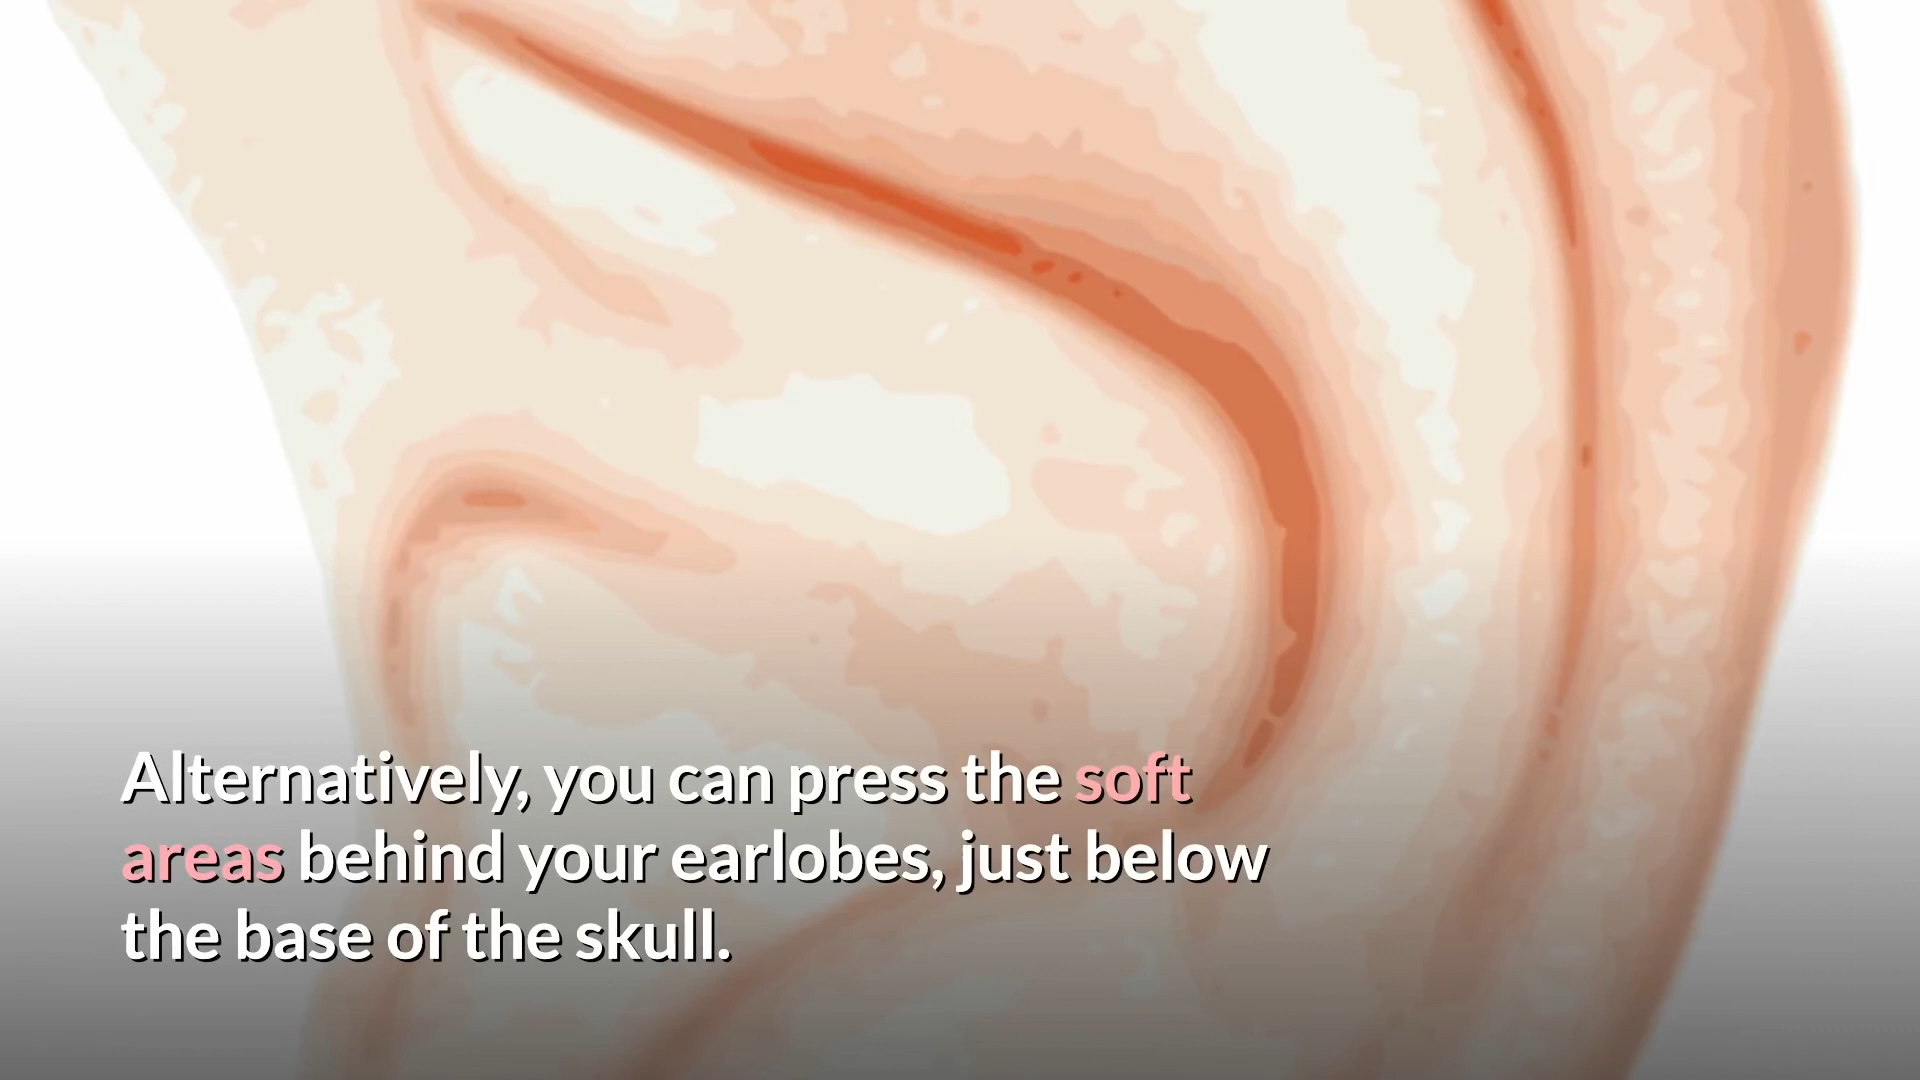 Alternatively, you can press the soft
areas behind your earlobes, just below
the base of the skull.